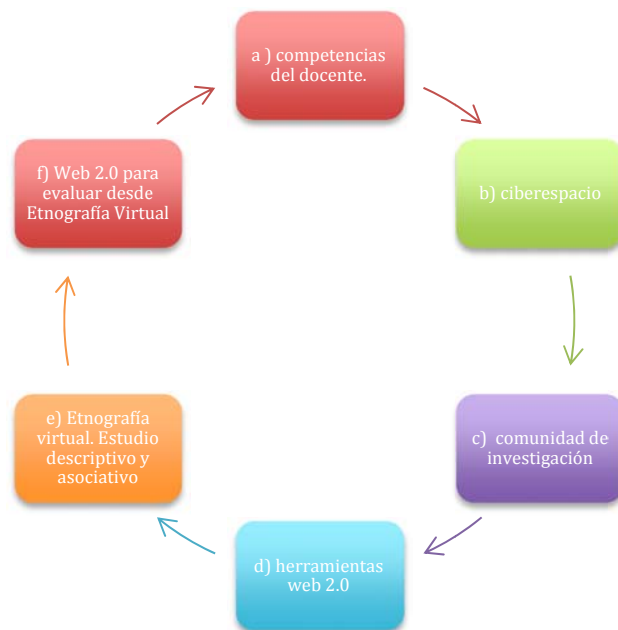 a ) competencias
del docente.
b) ciberespacio
c) comunidad de
investigación
d) herramientas
web 2.0
e) Etnografía
virtual. Estudio
descriptivo y
asociativo
f) Web 2.0 para
evaluar desde
Etnografía Virtual